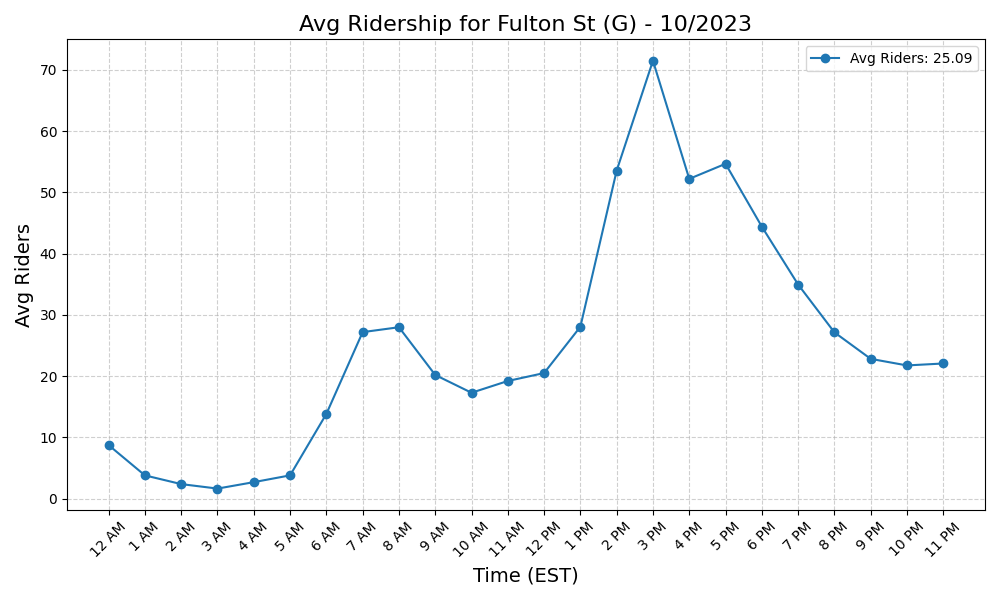 Avg Ridership for Fulton St (G) - 10/2023
Avg Riders: 25.09
Avg Riders
70
60
50
40
30
20
10
0
12 AM
1 AM
2 AM
3 AM
4 AM
5 AM
6 AM
7 AM
8 AM
9 AM
10 AM
11 AM
12 PM
1 PM
2 PM
3 PM
4 PM
5 PM
6 PM
7 PM
8 PM
9 PM
10 PM
11 PM
Time (EST)